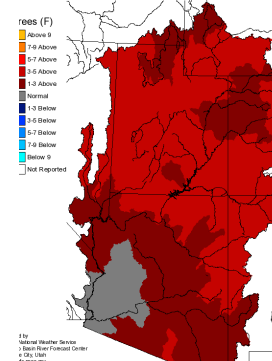 rees (F)
Above 9
7-9 Above
5-7 Above
3-5 Above
1-3 Above
Normal
1-3 Below
3-5 Below
5-7 Below
7-9 Below
Below 9
Not Reported
d by
National Weather Service
o Basin River Forecast Center
e City, Utah